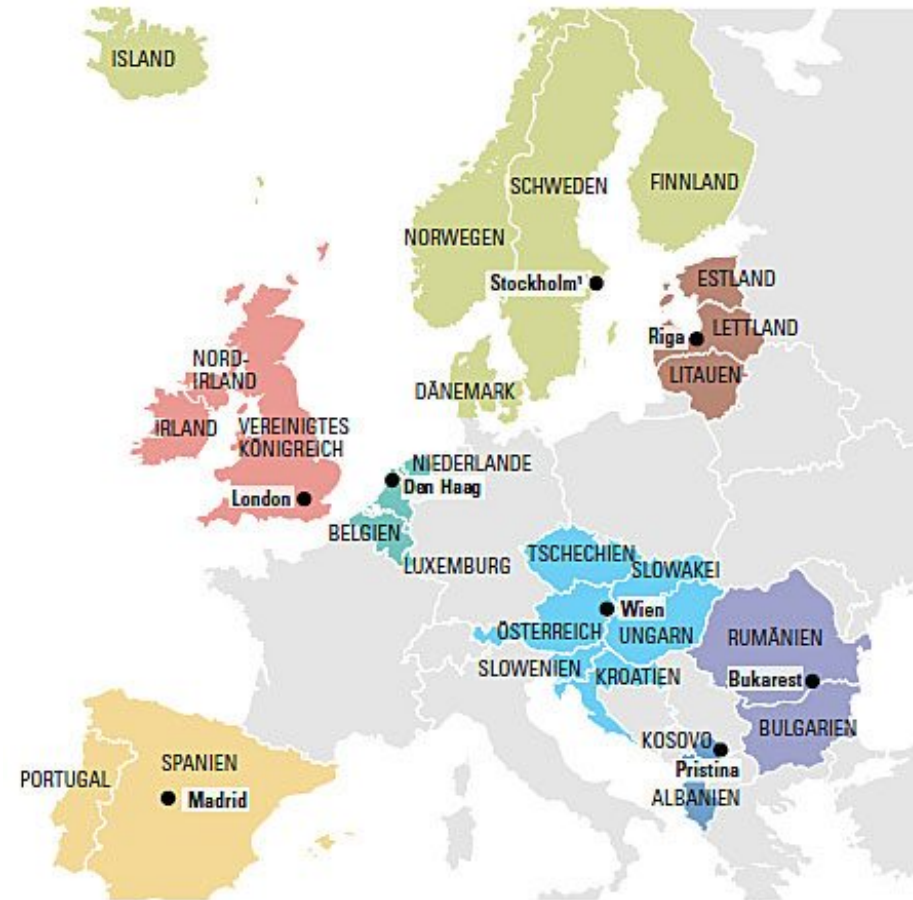 ISLAND
SCHWEDEN
FINNLAND
NORWEGEN
Stockholm¹
ESTLAND
Riga
LETTLAND
LITAUEN
DÄNEMARK
NORD-
IRLAND
IRLAND
VEREINIGTES
KÖNIGREICH
London
NIEDERLANDE
Den Haag
BELGIEN
LUXEMBURG
TSCHECHIEN
SLOWAKEI
Wien
ÖSTERREICH
UNGARN
SLOWENIEN
KROATIEN
RUMÄNIEN
Bukarest
BULGARIEN
KOSOVO
Pristina
ALBANIEN
PORTUGAL
SPANIEN
Madrid